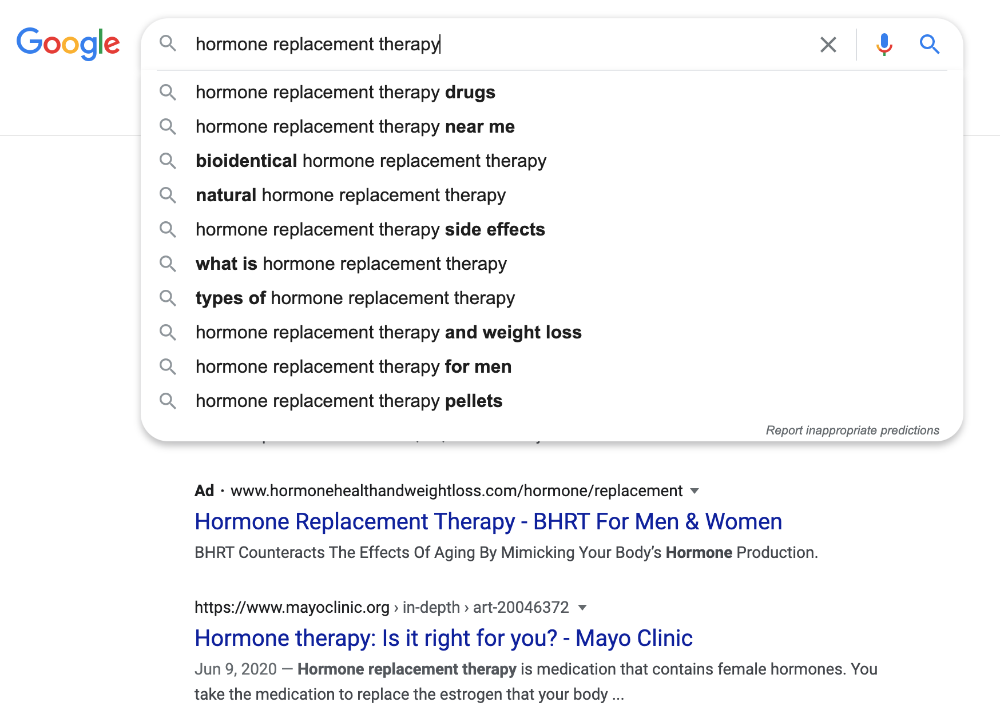 Google
hormone replacement therapy
hormone replacement therapy drugs
hormone replacement therapy near me
bioidentical hormone replacement therapy
natural hormone replacement therapy
hormone replacement therapy side effects
what is hormone replacement therapy
types of hormone replacement therapy
hormone replacement therapy and weight loss
hormone replacement therapy for men
hormone replacement therapy pellets
Report inappropriate predictions
Ad · www.hormonehealthandweightloss.com/hormone/replacement
Hormone Replacement Therapy - BHRT For Men & Women
BHRT Counteracts The Effects Of Aging By Mimicking Your Body’s Hormone Production.
https://www.mayoclinic.org › in-depth › art-20046372
Hormone therapy: Is it right for you? - Mayo Clinic
Jun 9, 2020 — Hormone replacement therapy is medication that contains female hormones. You
take the medication to replace the estrogen that your body ...